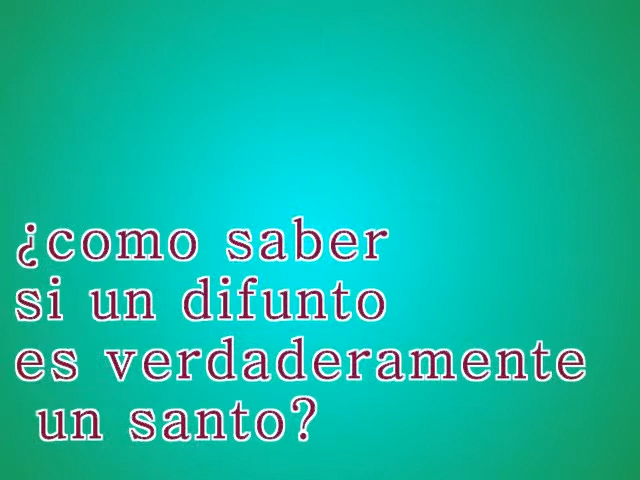 ¿como saber
si un difunto
es verdaderamente
un santo?